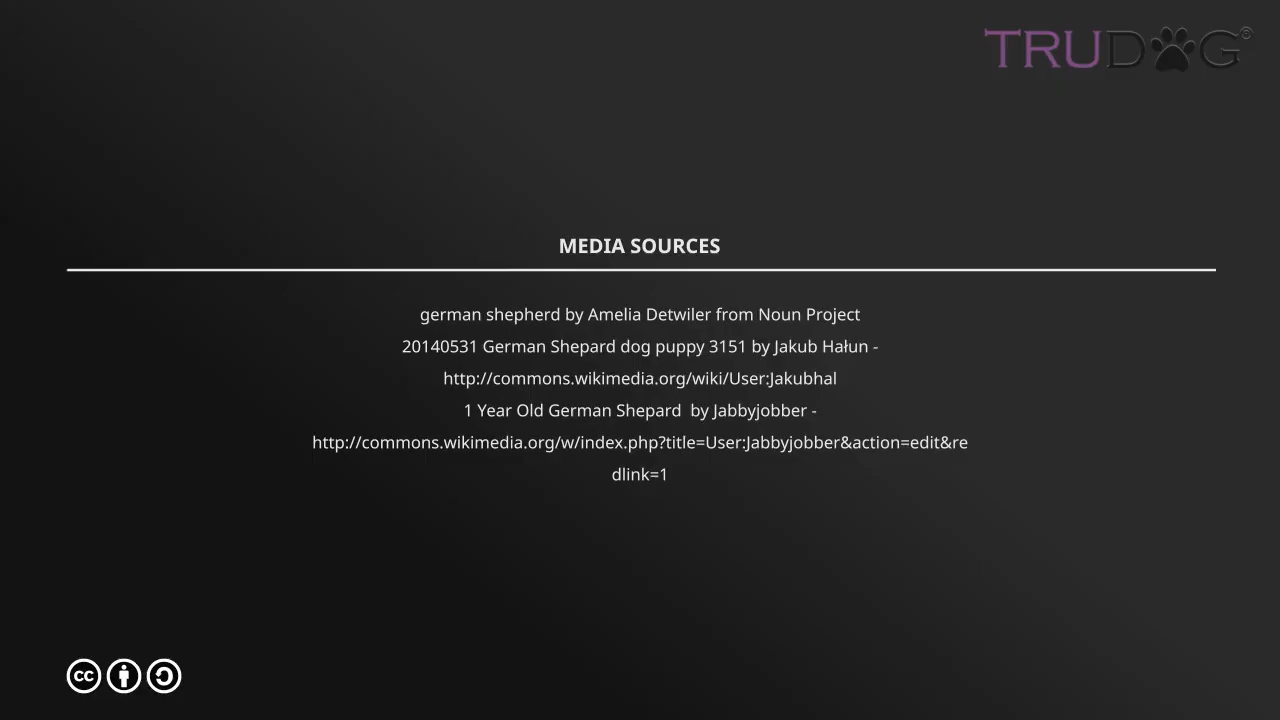 TRUDOG®
MEDIA SOURCES
german shepherd by Amelia Detwiler from Noun Project
20140531 German Shepard dog puppy 3151 by Jakub Hałun -
http://commons.wikimedia.org/wiki/User:Jakubhal
1 Year Old German Shepard  by Jabbyjobber -
http://commons.wikimedia.org/w/index.php?title=User:Jabbyjobber&action=edit&re
dlink=1
cc